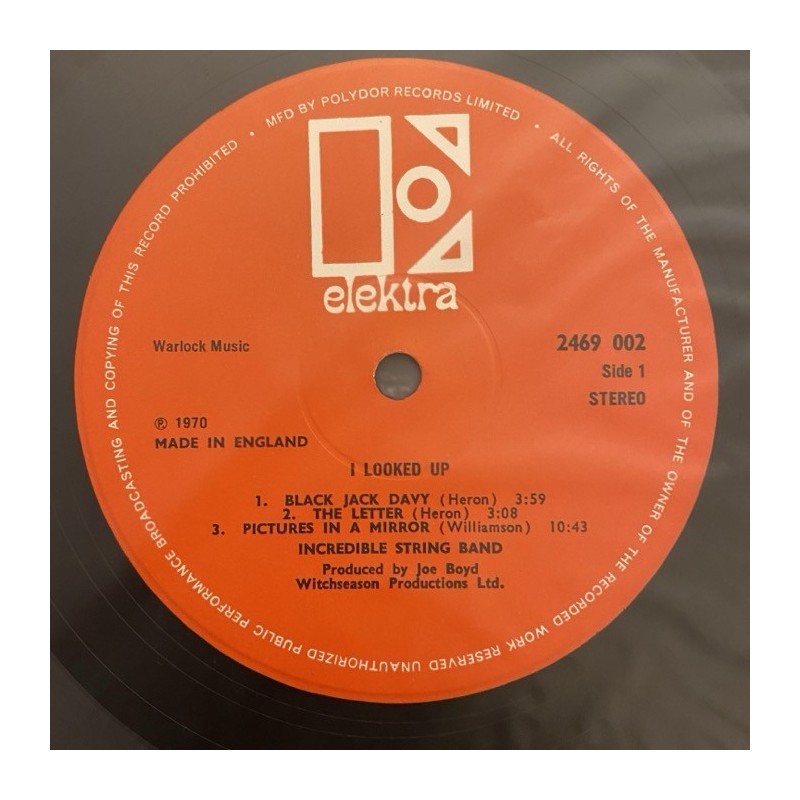 MFD BY POLYDOR RECORDS LIMITED • ALL RIGHTS OF THE MANUFACTURER AND OF THE OWNER OF THE RECORDED WORK RESERVED UNAUTHORIZED PUBLIC PERFORMANCE BROADCASTING AND COPYING OF THIS RECORD PROHIBITED •
elektra
Warlock Music
2469 002
Side 1
STEREO
℗ 1970
MADE IN ENGLAND
I LOOKED UP
1. BLACK JACK DAVY (Heron) 3:59
2. THE LETTER (Heron) 3:08
3. PICTURES IN A MIRROR (Williamson) 10:43
INCREDIBLE STRING BAND
Produced by Joe Boyd
Witchseason Productions Ltd.